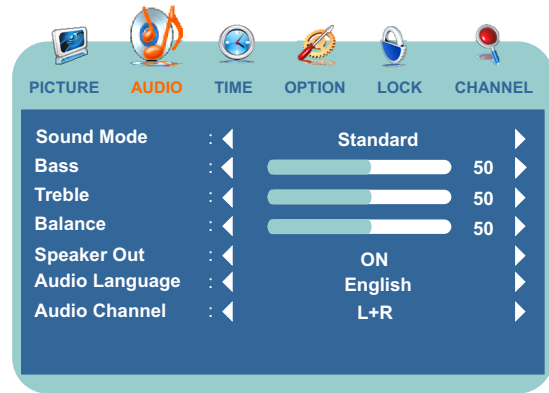 PICTURE AUDIO TIME OPTION LOCK CHANNEL
Sound Mode : Standard
Bass : 50
Treble : 50
Balance : 50
Speaker Out : ON
Audio Language : English
Audio Channel : L+R